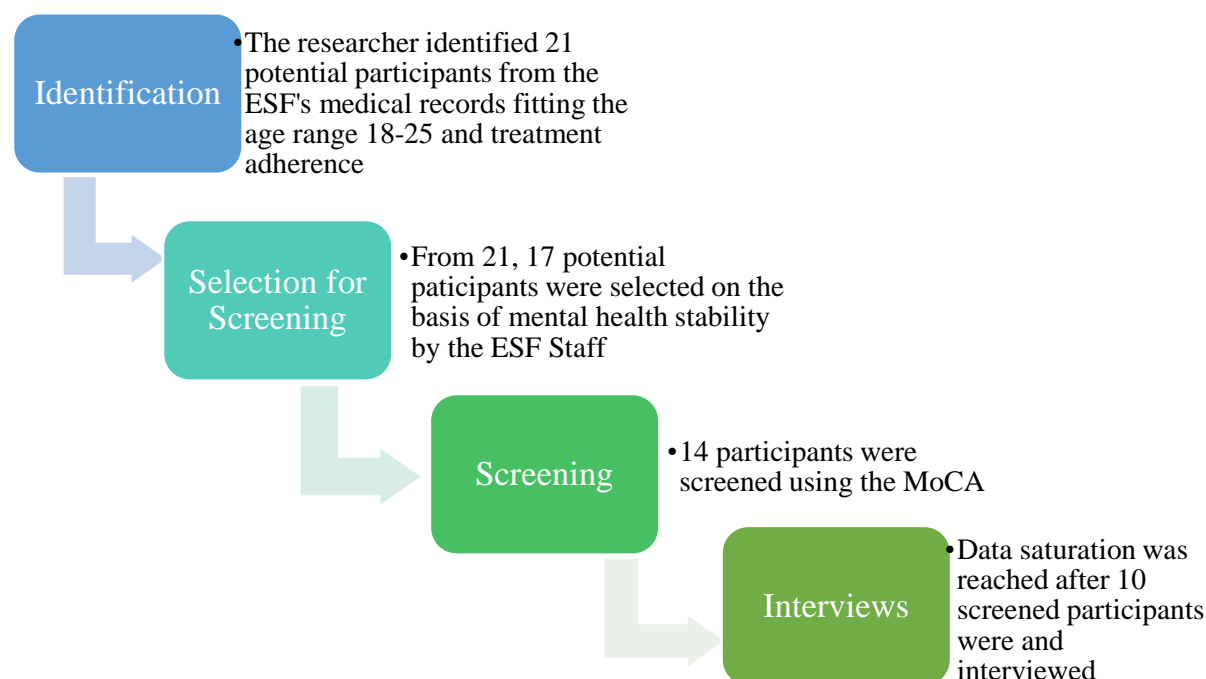 Identification
•The researcher identified 21
potential participants from the
ESF's medical records fitting the
age range 18-25 and treatment
adherence
Selection for
Screening
•From 21, 17 potential
paticipants were selected on the
basis of mental health stability
by the ESF Staff
Screening
•14 participants were
screened using the MoCA
Interviews
•Data saturation was
reached after 10
screened participants
were and
interviewed